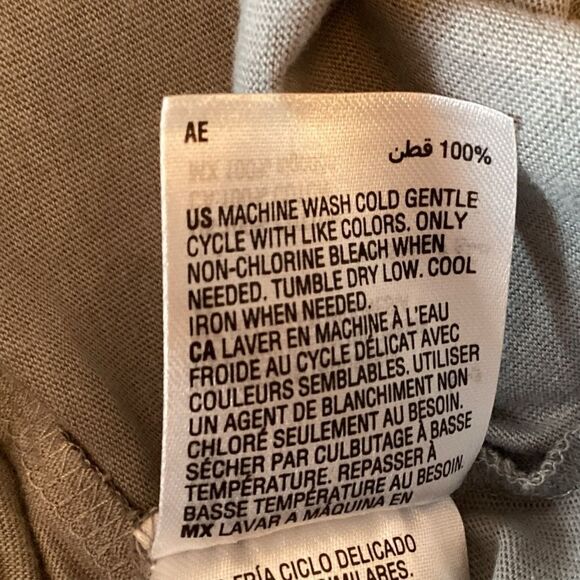 AE
100% قطن
US MACHINE WASH COLD GENTLE
CYCLE WITH LIKE COLORS. ONLY
NON-CHLORINE BLEACH WHEN
NEEDED. TUMBLE DRY LOW. COOL
IRON WHEN NEEDED.
CA LAVER EN MACHINE À L'EAU
FROIDE AU CYCLE DÉLICAT AVEC
COULEURS SEMBLABLES. UTILISER
UN AGENT DE BLANCHIMENT NON
CHLORÉ SEULEMENT AU BESOIN.
SÉCHER PAR CULBUTAGE À BASSE
TEMPÉRATURE. REPASSER À
BASSE TEMPÉRATURE AU BESOIN.
MX LAVAR A MÁQUINA EN
CICLO DELICADO